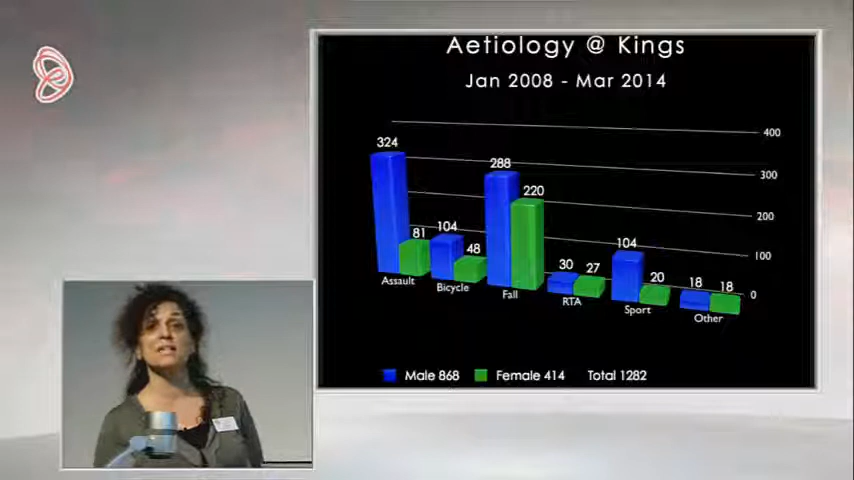 Aetiology @ Kings
Jan 2008 - Mar 2014
400
300
200
100
0
324
81
104
48
288
220
30
27
104
20
18
18
Assault
Bicycle
Fall
RTA
Sport
Other
Male 868 Female 414 Total 1282